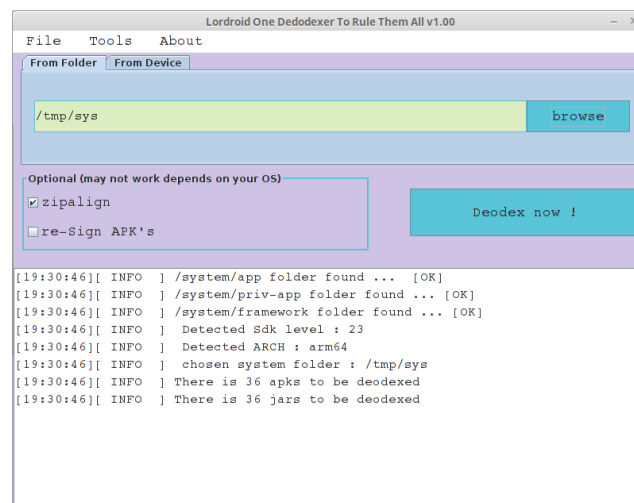 Lordroid One Dedodexer To Rule Them All v1.00
File Tools About
From Folder From Device
/tmp/sys browse
Optional (may not work depends on your OS)
zipalign
Deodex now !
re-Sign APK's
[19:30:46][ INFO ] /system/app folder found ... [OK]
[19:30:46][ INFO ] /system/priv-app folder found ... [OK]
[19:30:46][ INFO ] /system/framework folder found ... [OK]
[19:30:46][ INFO ] Detected Sdk level : 23
[19:30:46][ INFO ] Detected ARCH : arm64
[19:30:46][ INFO ] chosen system folder : /tmp/sys
[19:30:46][ INFO ] There is 36 apks to be deodexed
[19:30:46][ INFO ] There is 36 jars to be deodexed